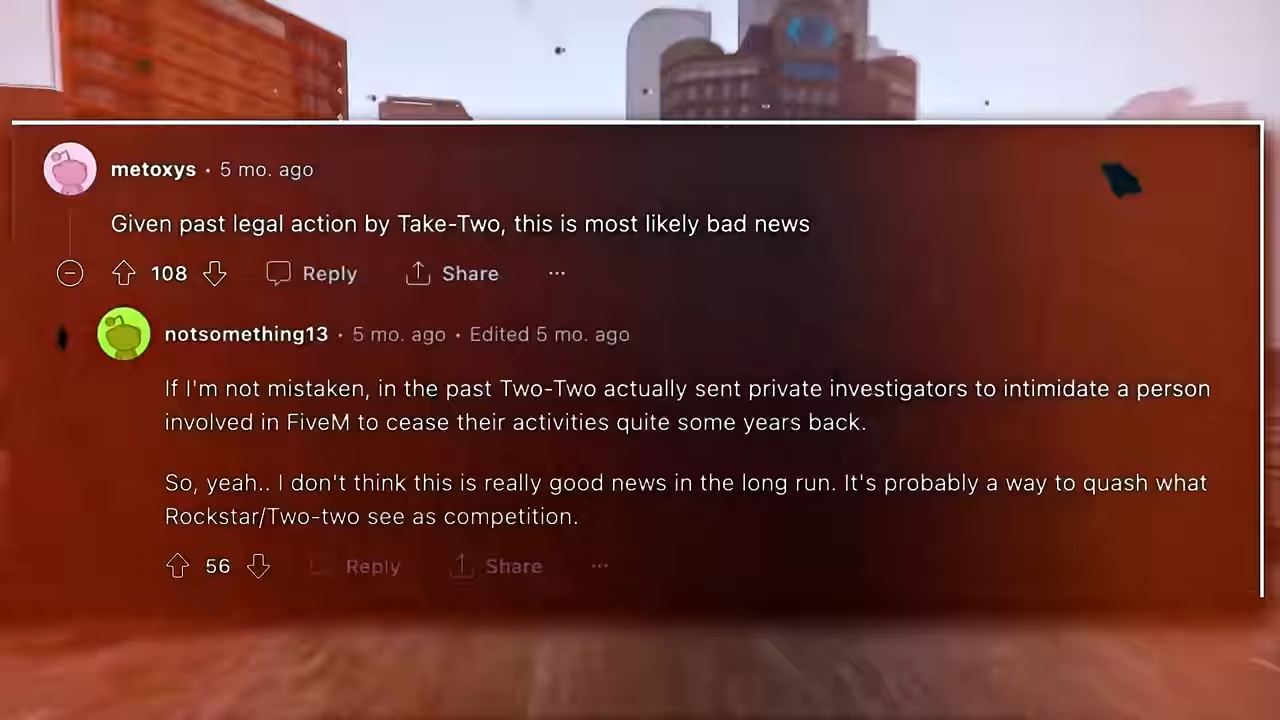 metoxys • 5 mo. ago
Given past legal action by Take-Two, this is most likely bad news
108 Reply Share ...
notsomething13 • 5 mo. ago • Edited 5 mo. ago
If I'm not mistaken, in the past Two-Two actually sent private investigators to intimidate a person
involved in FiveM to cease their activities quite some years back.
So, yeah.. I don't think this is really good news in the long run. It's probably a way to quash what
Rockstar/Two-two see as competition.
56 Reply Share ...